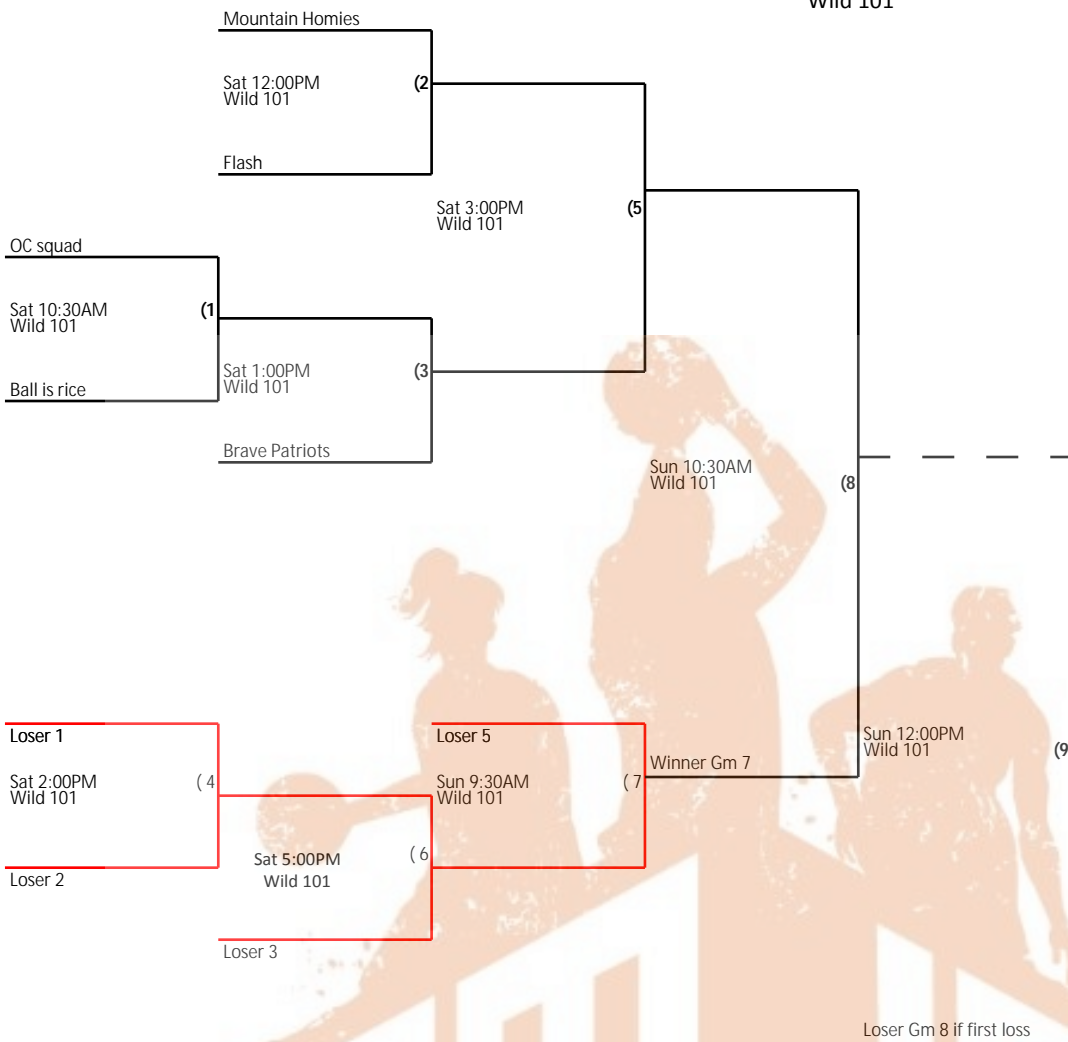 Wild 101
Mountain Homies
Sat 12:00PM (2
Wild 101
Flash
Sat 3:00PM (5
Wild 101
OC squad
Sat 10:30AM (1
Wild 101
Sat 1:00PM (3
Wild 101
Ball is rice
Brave Patriots
Sun 10:30AM
Wild 101 (8
Loser 1
Loser 5
Sun 12:00PM
Wild 101 (9
Winner Gm 7
Sat 2:00PM ( 4
Wild 101
Sun 9:30AM ( 7
Wild 101
Sat 5:00PM ( 6
Wild 101
Loser 2
Loser 3
Loser Gm 8 if first loss